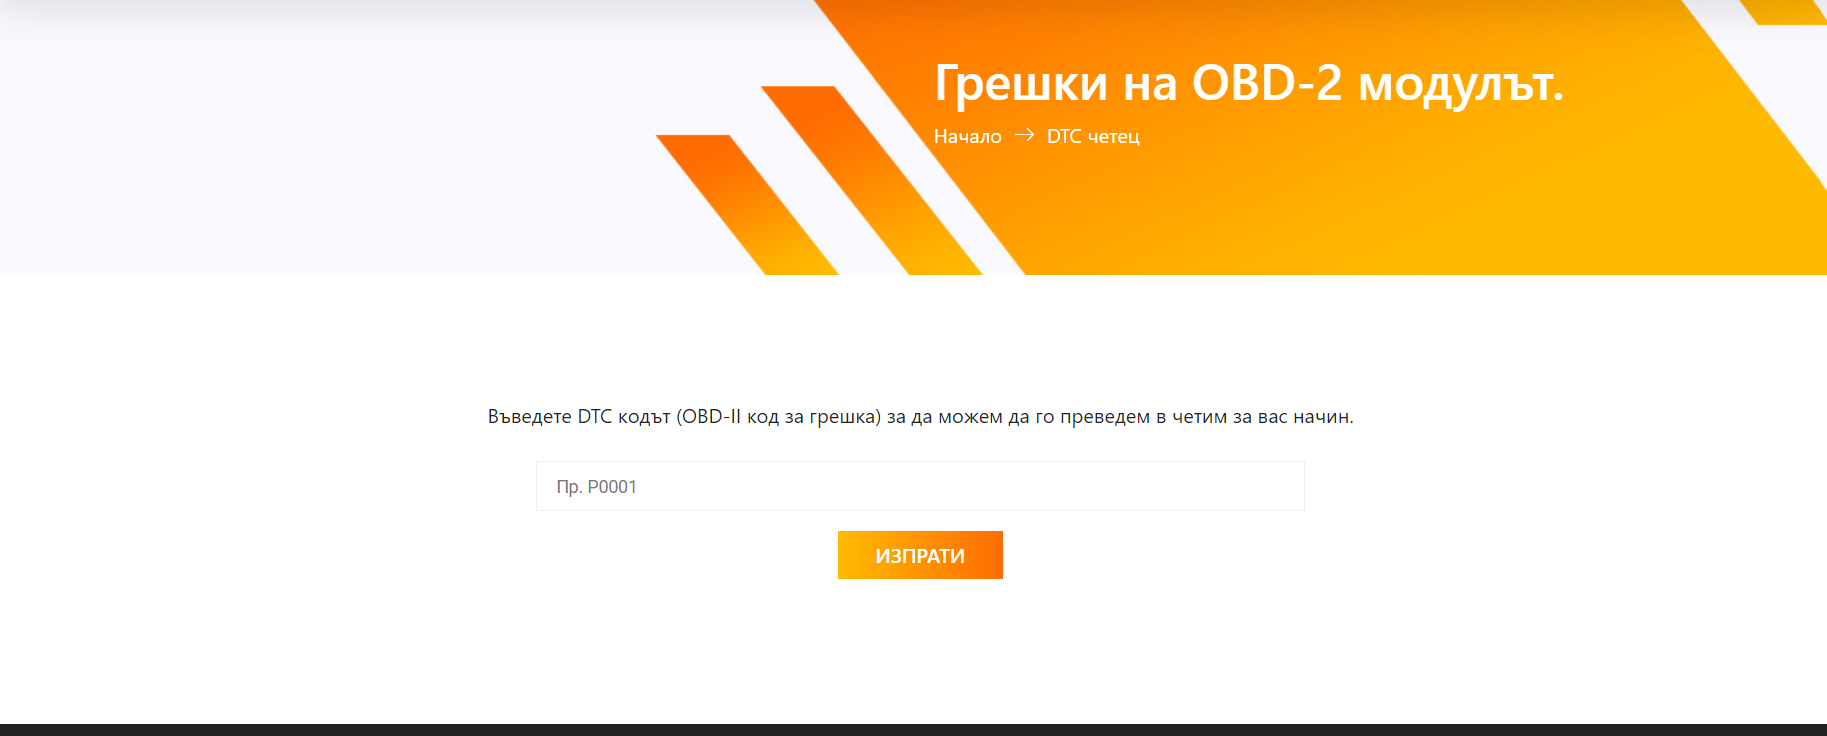 Грешки на OBD-2 модулът.
Начало → DTC четец
Въведете DTC кодът (OBD-II код за грешка) за да можем да го преведем в четим за вас начин.
Пр. P0001
ИЗПРАТИ